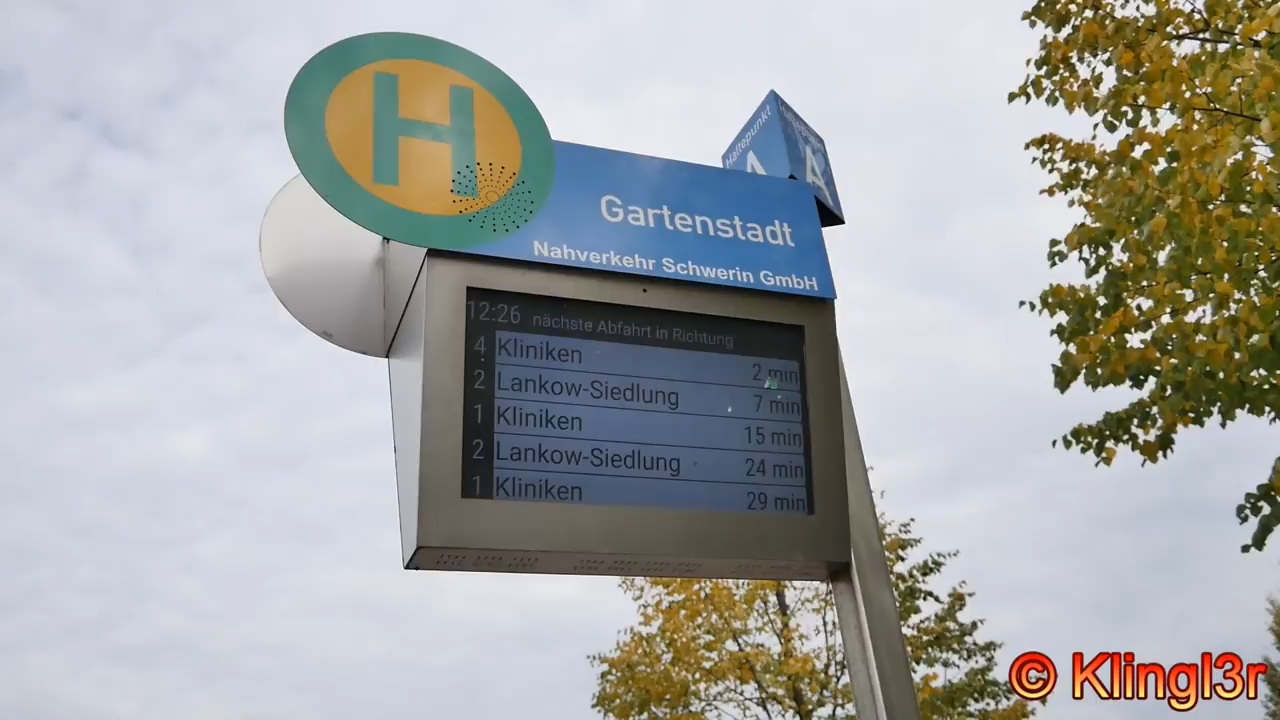 H
Haltepunkt
A
A
Gartenstadt
Nahverkehr Schwerin GmbH
12:26 nächste Abfahrt in Richtung
4 Kliniken 2 min
2 Lankow-Siedlung 7 min
1 Kliniken 15 min
2 Lankow-Siedlung 24 min
1 Kliniken 29 min
© Klingl3r